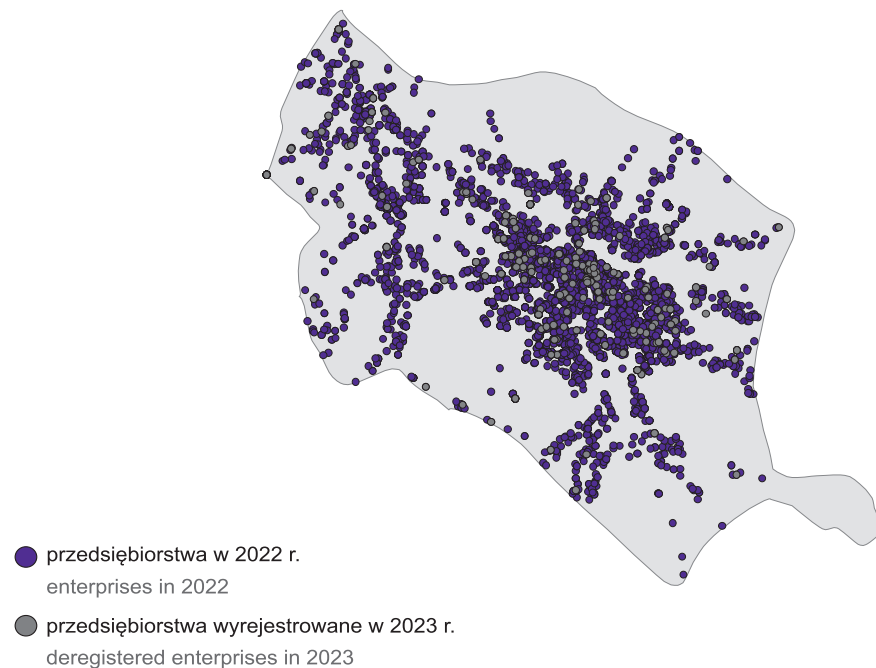 przedsiębiorstwa w 2022 r.
enterprises in 2022
przedsiębiorstwa wyrejestrowane w 2023 r.
deregistered enterprises in 2023